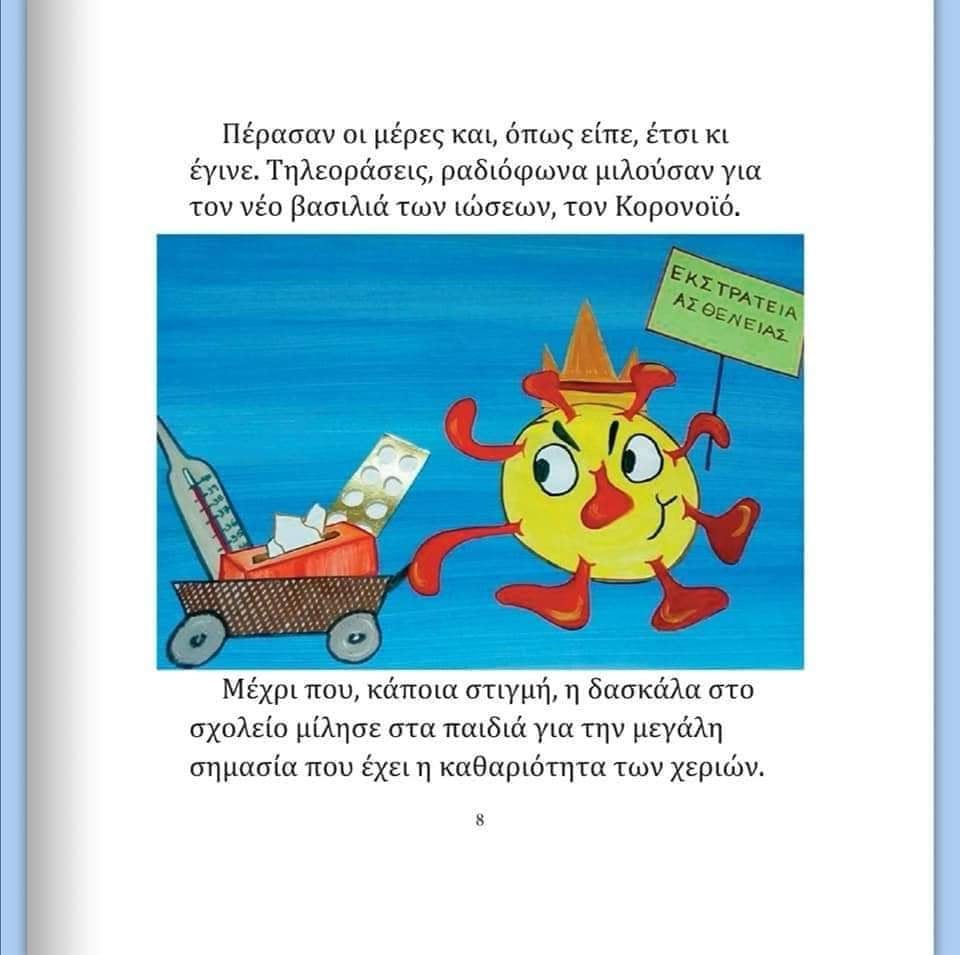 Πέρασαν οι μέρες και, όπως είπε, έτσι κι
έγινε. Τηλεοράσεις, ραδιόφωνα μιλούσαν για
τον νέο βασιλιά των ιώσεων, τον Κορονοϊό.
ΕΚΣΤΡΑΤΕΙΑ
ΑΣΘΕΝΕΙΑΣ
Μέχρι που, κάποια στιγμή, η δασκάλα στο
σχολείο μίλησε στα παιδιά για την μεγάλη
σημασία που έχει η καθαριότητα των χεριών.
8